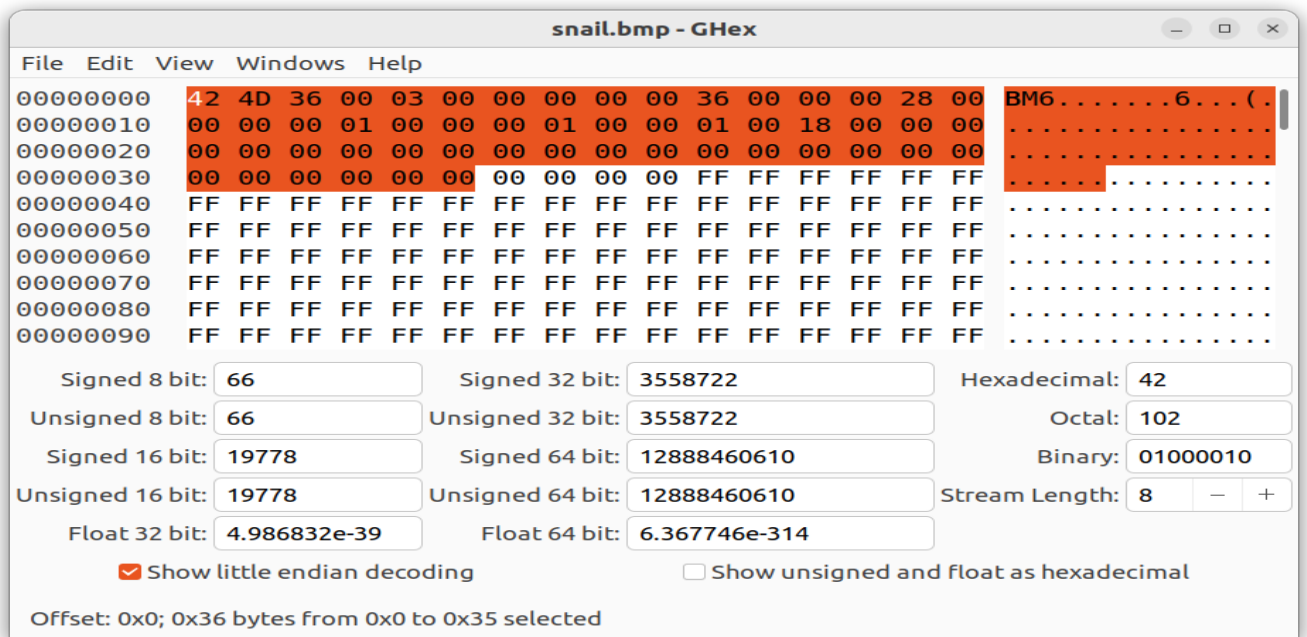 snail.bmp - GHex
File Edit View Windows Help
00000000 42 4D 36 00 03 00 00 00 00 00 36 00 00 00 28 00 BM6.......6...(.
00000010 00 00 00 01 00 00 00 01 00 00 01 00 18 00 00 00 ................
00000020 00 00 00 00 00 00 00 00 00 00 00 00 00 00 00 00 ................
00000030 00 00 00 00 00 00 00 00 00 00 FF FF FF FF FF FF ................
00000040 FF FF FF FF FF FF FF FF FF FF FF FF FF FF FF FF ................
00000050 FF FF FF FF FF FF FF FF FF FF FF FF FF FF FF FF ................
00000060 FF FF FF FF FF FF FF FF FF FF FF FF FF FF FF FF ................
00000070 FF FF FF FF FF FF FF FF FF FF FF FF FF FF FF FF ................
00000080 FF FF FF FF FF FF FF FF FF FF FF FF FF FF FF FF ................
00000090 FF FF FF FF FF FF FF FF FF FF FF FF FF FF FF FF ................
Signed 8 bit: 66 Signed 32 bit: 3558722 Hexadecimal: 42
Unsigned 8 bit: 66 Unsigned 32 bit: 3558722 Octal: 102
Signed 16 bit: 19778 Signed 64 bit: 12888460610 Binary: 01000010
Unsigned 16 bit: 19778 Unsigned 64 bit: 12888460610 Stream Length: 8 − +
Float 32 bit: 4.986832e-39 Float 64 bit: 6.367746e-314
Show little endian decoding Show unsigned and float as hexadecimal
Offset: 0x0; 0x36 bytes from 0x0 to 0x35 selected